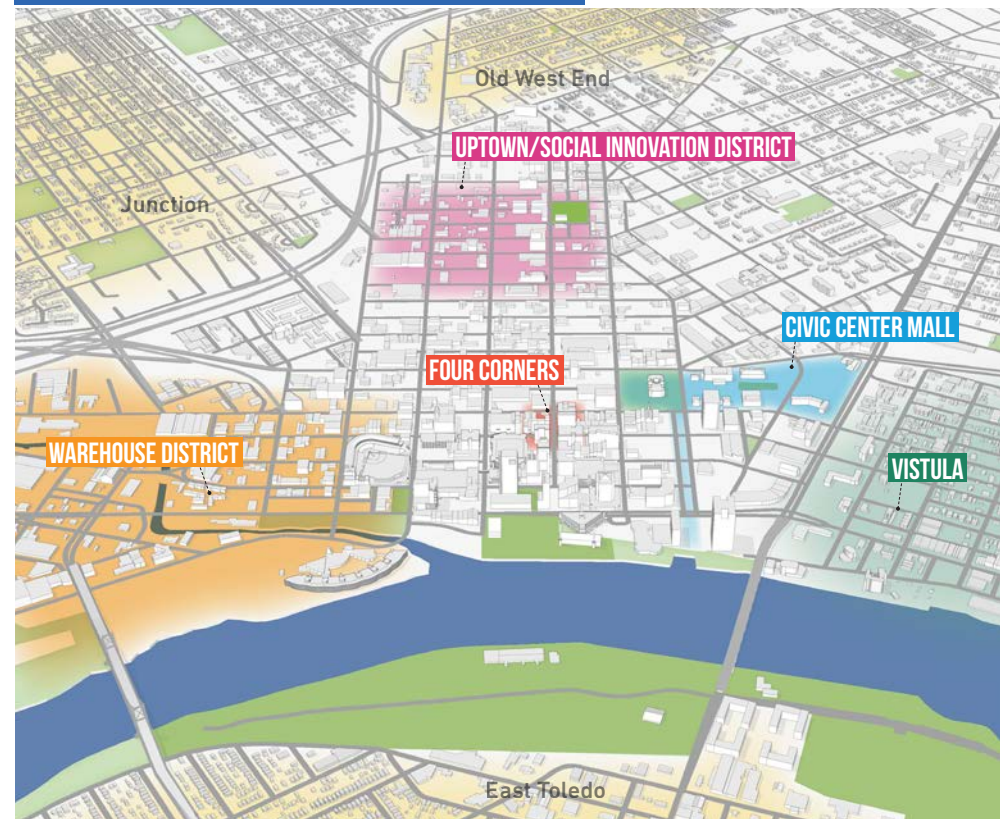 Old West End
UPTOWN/SOCIAL INNOVATION DISTRICT
Junction
CIVIC CENTER MALL
FOUR CORNERS
WAREHOUSE DISTRICT
VISTULA
East Toledo